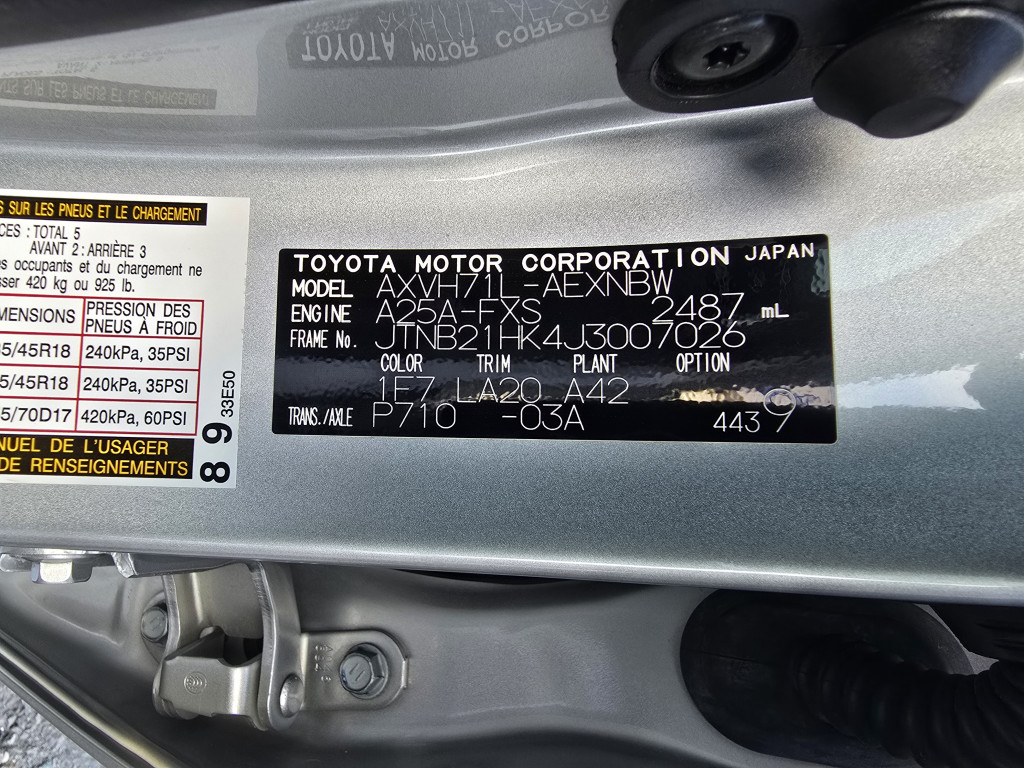 TOYOTA MOTOR CORPOR
S SUR LES PNEUS ET LE CHARGEMENT
CES : TOTAL 5
AVANT 2 : ARRIÈRE 3
es occupants et du chargement ne
sser 420 kg ou 925 lb.
MENSIONS PRESSION DES PNEUS À FROID
5/45R18 240kPa, 35PSI
5/45R18 240kPa, 35PSI
5/70D17 420kPa, 60PSI
NUEL DE L'USAGER
DE RENSEIGNEMENTS
8 9 33E50
TOYOTA MOTOR CORPORATION JAPAN
MODEL AXVH71L-AEXNBW
ENGINE A25A-FXS 2487 mL
FRAME No. JTNB21HK4J3007026
COLOR TRIM PLANT OPTION
1E7 LA20 A42
TRANS./AXLE P710 -03A 4439